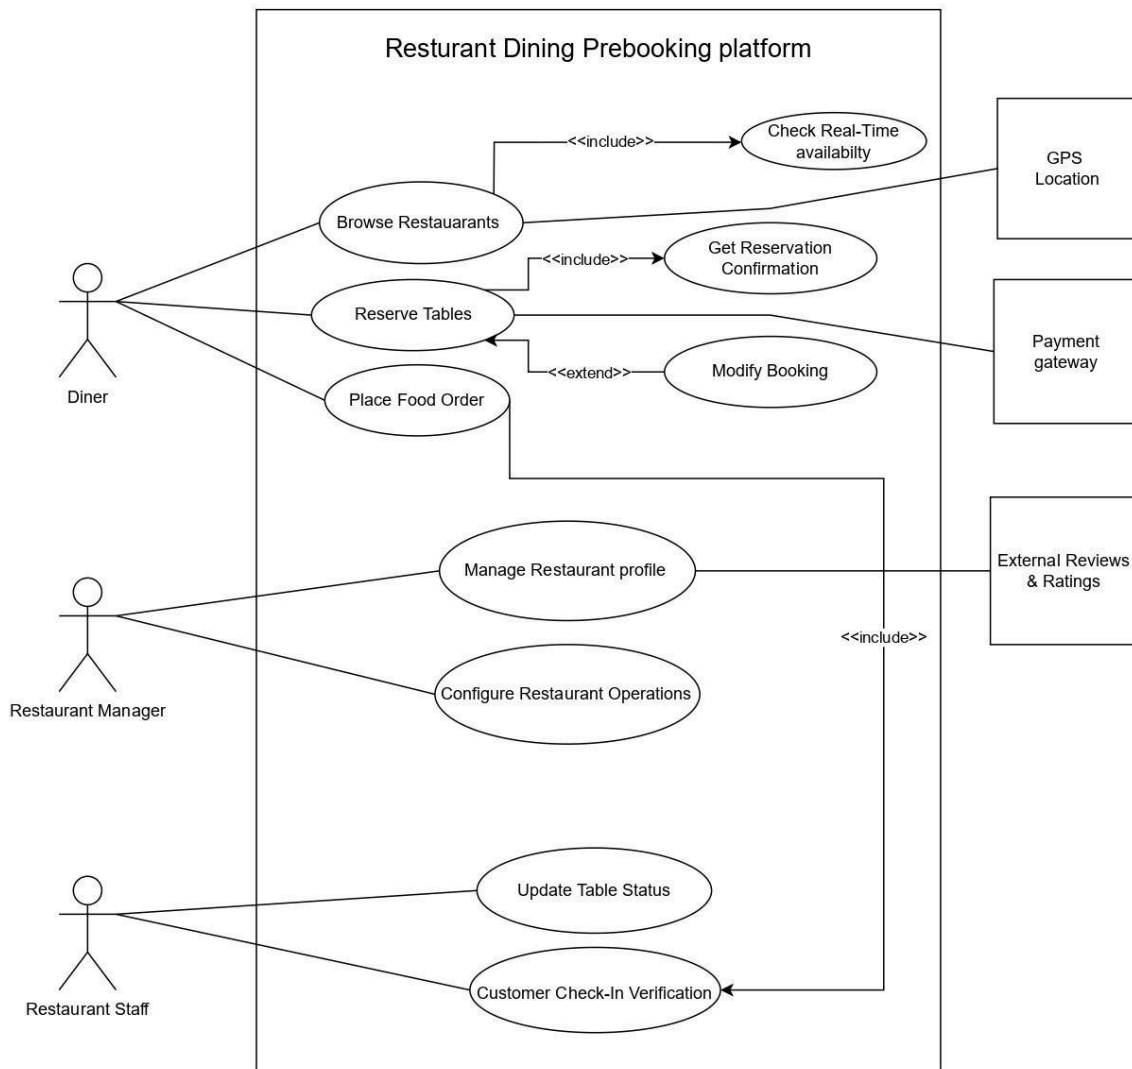 Resturant Dining Prebooking platform
Check Real-Time
availabilty
<<include>>
GPS
Location
Browse Restauarants
Get Reservation
Confirmation
<<include>>
Reserve Tables
Payment
gateway
Modify Booking
<<extend>>
Diner
Place Food Order
External Reviews
& Ratings
Manage Restaurant profile
<<include>>
Configure Restaurant Operations
Restaurant Manager
Update Table Status
Customer Check-In Verification
Restaurant Staff